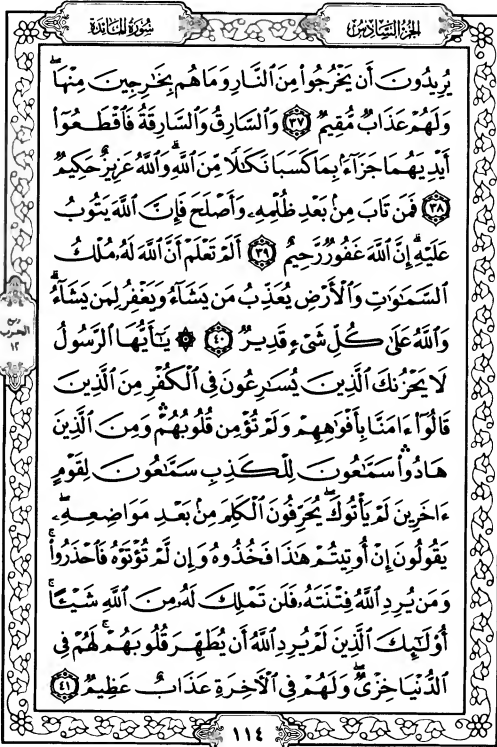 الجزء السادس
سورة المائدة
يُرِيدُونَ أَن يَخْرُجُوا۟ مِنَ ٱلنَّارِ وَمَا هُم بِخَٰرِجِينَ مِنْهَا ۖ
وَلَهُمْ عَذَابٌ مُّقِيمٌ ٣٧ وَٱلسَّارِقُ وَٱلسَّارِقَةُ فَٱقْطَعُوٓا۟
أَيْدِيَهُمَا جَزَآءًۢ بِمَا كَسَبَا نَكَٰلًا مِّنَ ٱللَّهِ ۗ وَٱللَّهُ عَزِيزٌ حَكِيمٌ
٣٨ فَمَن تَابَ مِنۢ بَعْدِ ظُلْمِهِۦ وَأَصْلَحَ فَإِنَّ ٱللَّهَ يَتُوبُ
عَلَيْهِ ۗ إِنَّ ٱللَّهَ غَفُورٌ رَّحِيمٌ ٣٩ أَلَمْ تَعْلَمْ أَنَّ ٱللَّهَ لَهُۥ مُلْكُ
ٱلسَّمَٰوَٰتِ وَٱلْأَرْضِ يُعَذِّبُ مَن يَشَآءُ وَيَغْفِرُ لِمَن يَشَآءُ ۗ
وَٱللَّهُ عَلَىٰ كُلِّ شَىْءٍ قَدِيرٌ ٤٠ ۞ يَٰٓأَيُّهَا ٱلرَّسُولُ
لَا يَحْزُنكَ ٱلَّذِينَ يُسَٰرِعُونَ فِى ٱلْكُفْرِ مِنَ ٱلَّذِينَ
قَالُوٓا۟ ءَامَنَّا بِأَفْوَٰهِهِمْ وَلَمْ تُؤْمِن قُلُوبُهُمْ ۛ وَمِنَ ٱلَّذِينَ
هَادُوا۟ ۛ سَمَّٰعُونَ لِلْكَذِبِ سَمَّٰعُونَ لِقَوْمٍ
ءَاخَرِينَ لَمْ يَأْتُوكَ ۖ يُحَرِّفُونَ ٱلْكَلِمَ مِنۢ بَعْدِ مَوَاضِعِهِۦ ۖ
يَقُولُونَ إِنْ أُوتِيتُمْ هَٰذَا فَخُذُوهُ وَإِن لَّمْ تُؤْتَوْهُ فَٱحْذَرُوا۟ ۚ
وَمَن يُرِدِ ٱللَّهُ فِتْنَتَهُۥ فَلَن تَمْلِكَ لَهُۥ مِنَ ٱللَّهِ شَيْـًٔا ۚ
أُو۟لَٰٓئِكَ ٱلَّذِينَ لَمْ يُرِدِ ٱللَّهُ أَن يُطَهِّرَ قُلُوبَهُمْ ۚ لَهُمْ فِى
ٱلدُّنْيَا خِزْىٌ ۖ وَلَهُمْ فِى ٱلْءَاخِرَةِ عَذَابٌ عَظِيمٌ ٤١
ربع
الحزب
١٢
١١٤